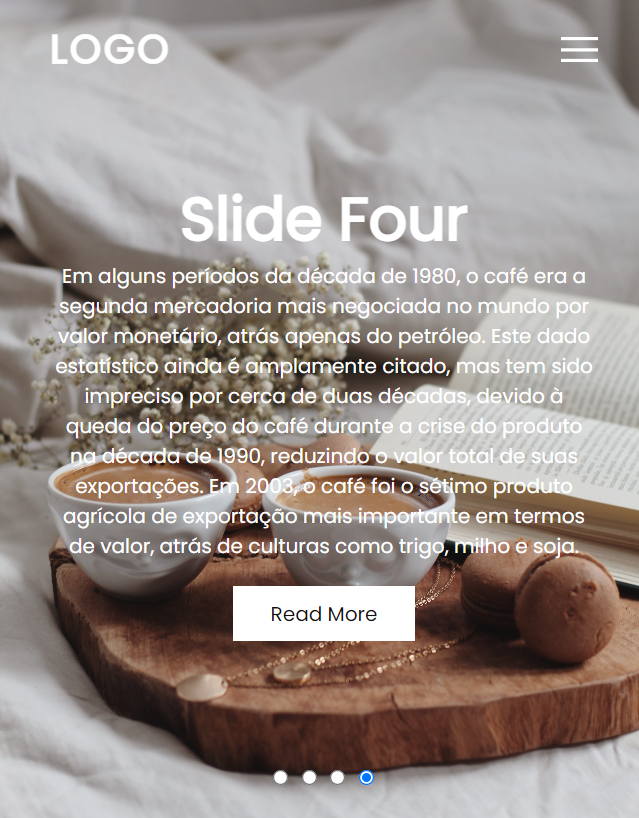 LOGO
Slide Four
Em alguns períodos da década de 1980, o café era a
segunda mercadoria mais negociada no mundo por
valor monetário, atrás apenas do petróleo. Este dado
estatístico ainda é amplamente citado, mas tem sido
impreciso por cerca de duas décadas, devido à
queda do preço do café durante a crise do produto
na década de 1990, reduzindo o valor total de suas
exportações. Em 2003, o café foi o sétimo produto
agrícola de exportação mais importante em termos
de valor, atrás de culturas como trigo, milho e soja.
Read More